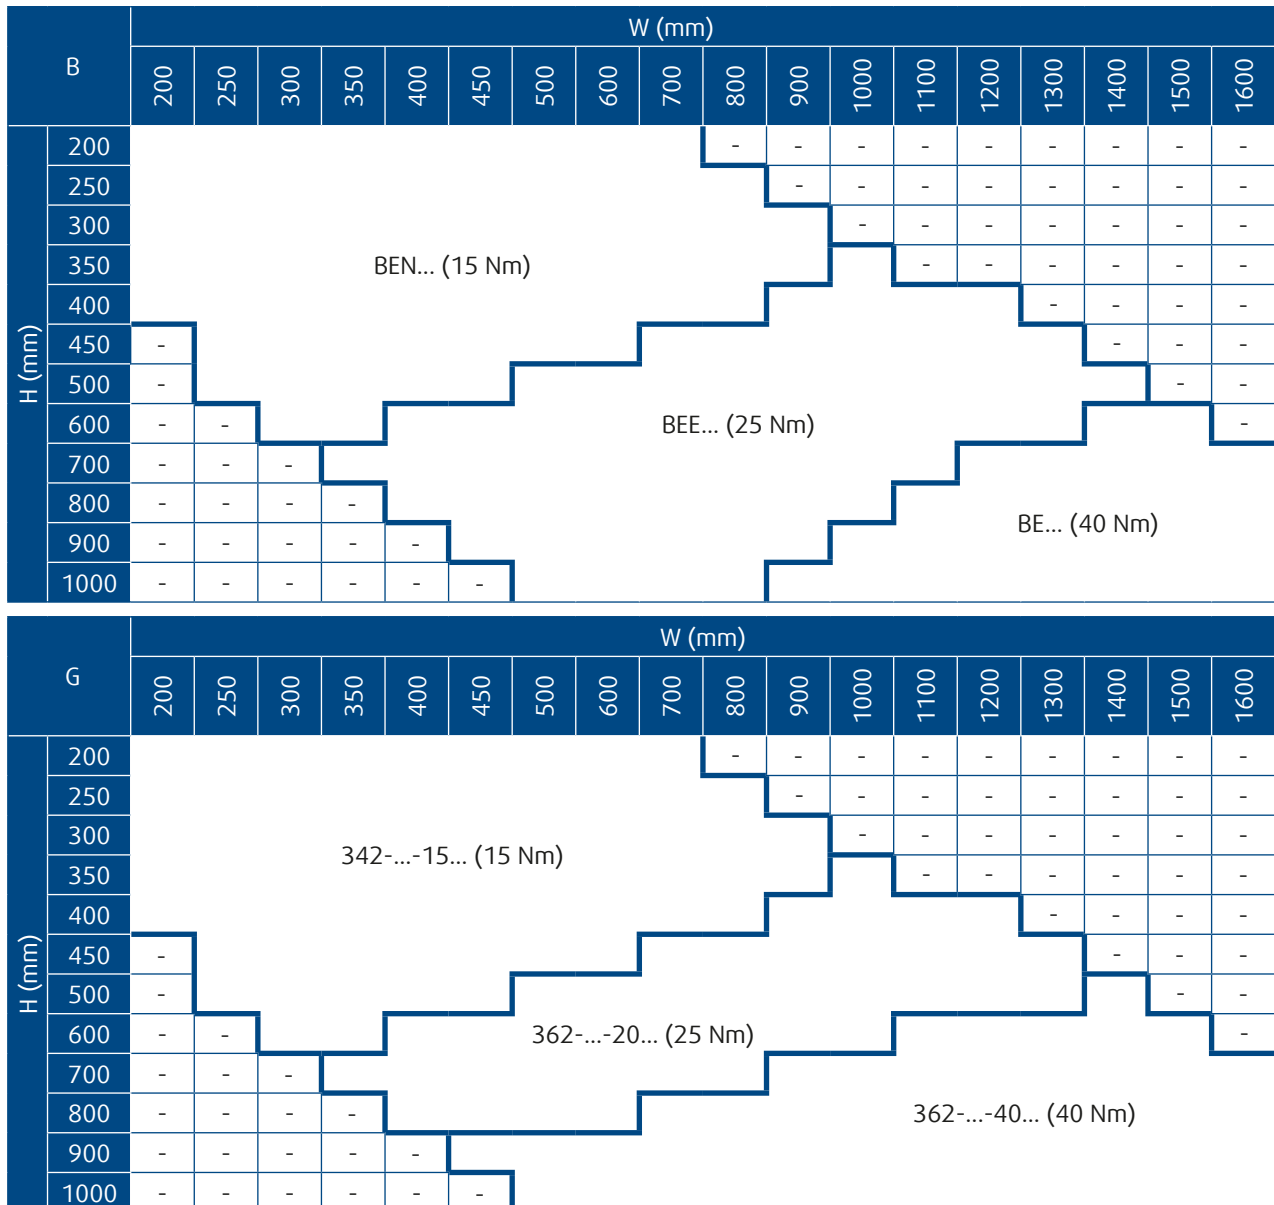 B W (mm)
200 250 300 350 400 450 500 600 700 800 900 1000 1100 1200 1300 1400 1500 1600
H (mm)
200 - - - - - - - - -
250 - - - - - - - -
300 - - - - - - -
350 BEN... (15 Nm) - - - - - -
400 - - - -
450 - - - -
500 - - -
600 - - BEE... (25 Nm) -
700 - - -
800 - - - - BE... (40 Nm)
900 - - - - -
1000 - - - - - -
G W (mm)
200 250 300 350 400 450 500 600 700 800 900 1000 1100 1200 1300 1400 1500 1600
H (mm)
200 - - - - - - - - -
250 - - - - - - - -
300 - - - - - - -
350 342-...-15... (15 Nm) - - - - - -
400 - - - -
450 - - - -
500 - - -
600 - - 362-...-20... (25 Nm) -
700 - - -
800 - - - - 362-...-40... (40 Nm)
900 - - - - -
1000 - - - - - -